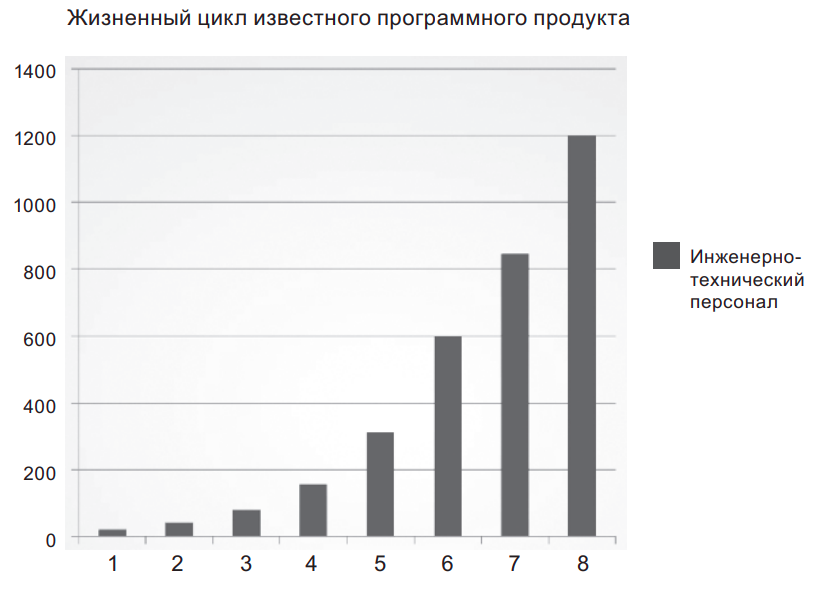 Жизненный цикл известного программного продукта
1400
1200
1000
800
600
400
200
0
1 2 3 4 5 6 7 8
Инженерно-
технический
персонал